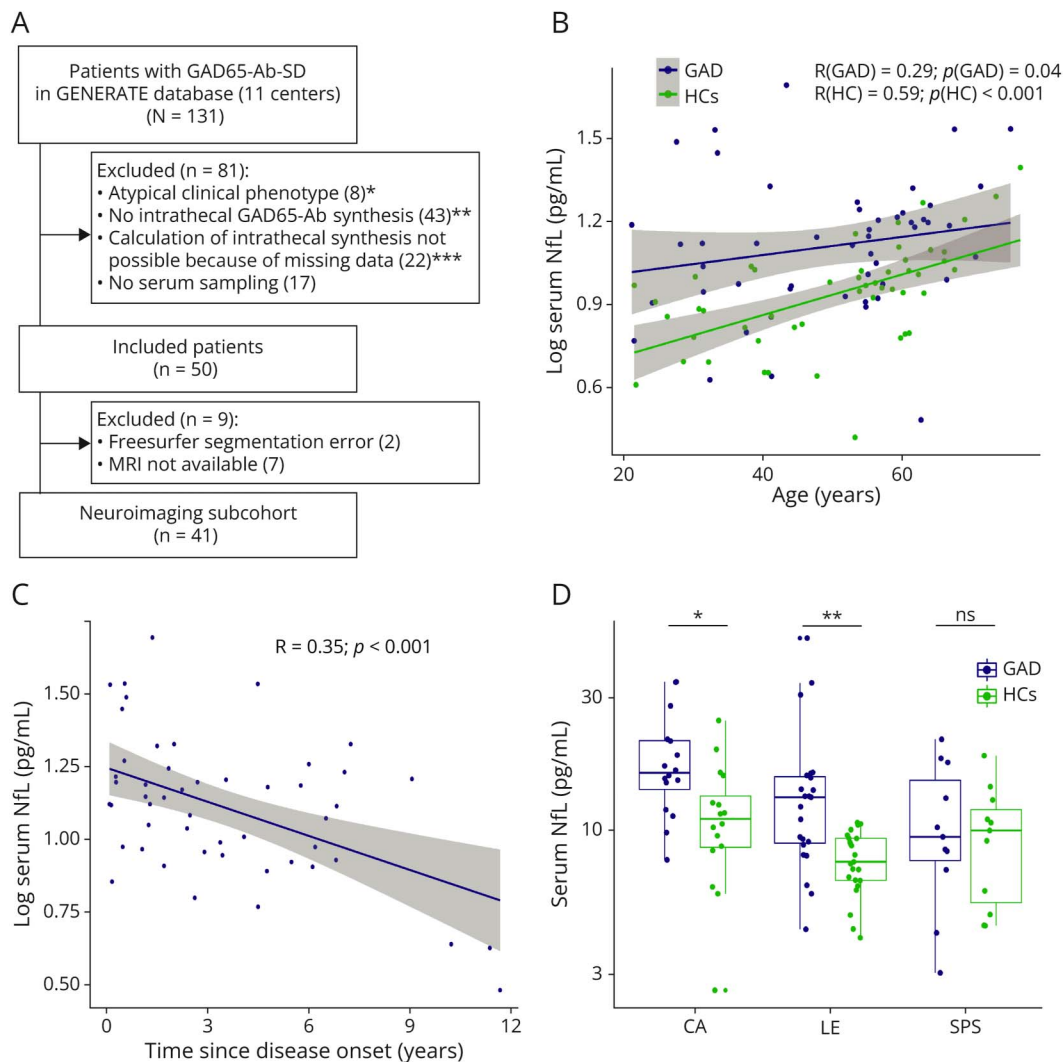 A
Patients with GAD65-Ab-SD
in GENERATE database (11 centers)
(N = 131)
Excluded (n = 81):
• Atypical clinical phenotype (8)*
• No intrathecal GAD65-Ab synthesis (43)**
• Calculation of intrathecal synthesis not
possible because of missing data (22)***
• No serum sampling (17)
Included patients
(n = 50)
Excluded (n = 9):
• Freesurfer segmentation error (2)
• MRI not available (7)
Neuroimaging subcohort
(n = 41)
B
GAD
HCs
R(GAD) = 0.29; p(GAD) = 0.04
R(HC) = 0.59; p(HC) < 0.001
Log serum NfL (pg/mL)
1.5
1.2
0.9
0.6
20
40
60
Age (years)
C
R = 0.35; p < 0.001
Log serum NfL (pg/mL)
1.50
1.25
1.00
0.75
0.50
0
3
6
9
12
Time since disease onset (years)
D
*
**
ns
GAD
HCs
Serum NfL (pg/mL)
30
10
3
CA
LE
SPS